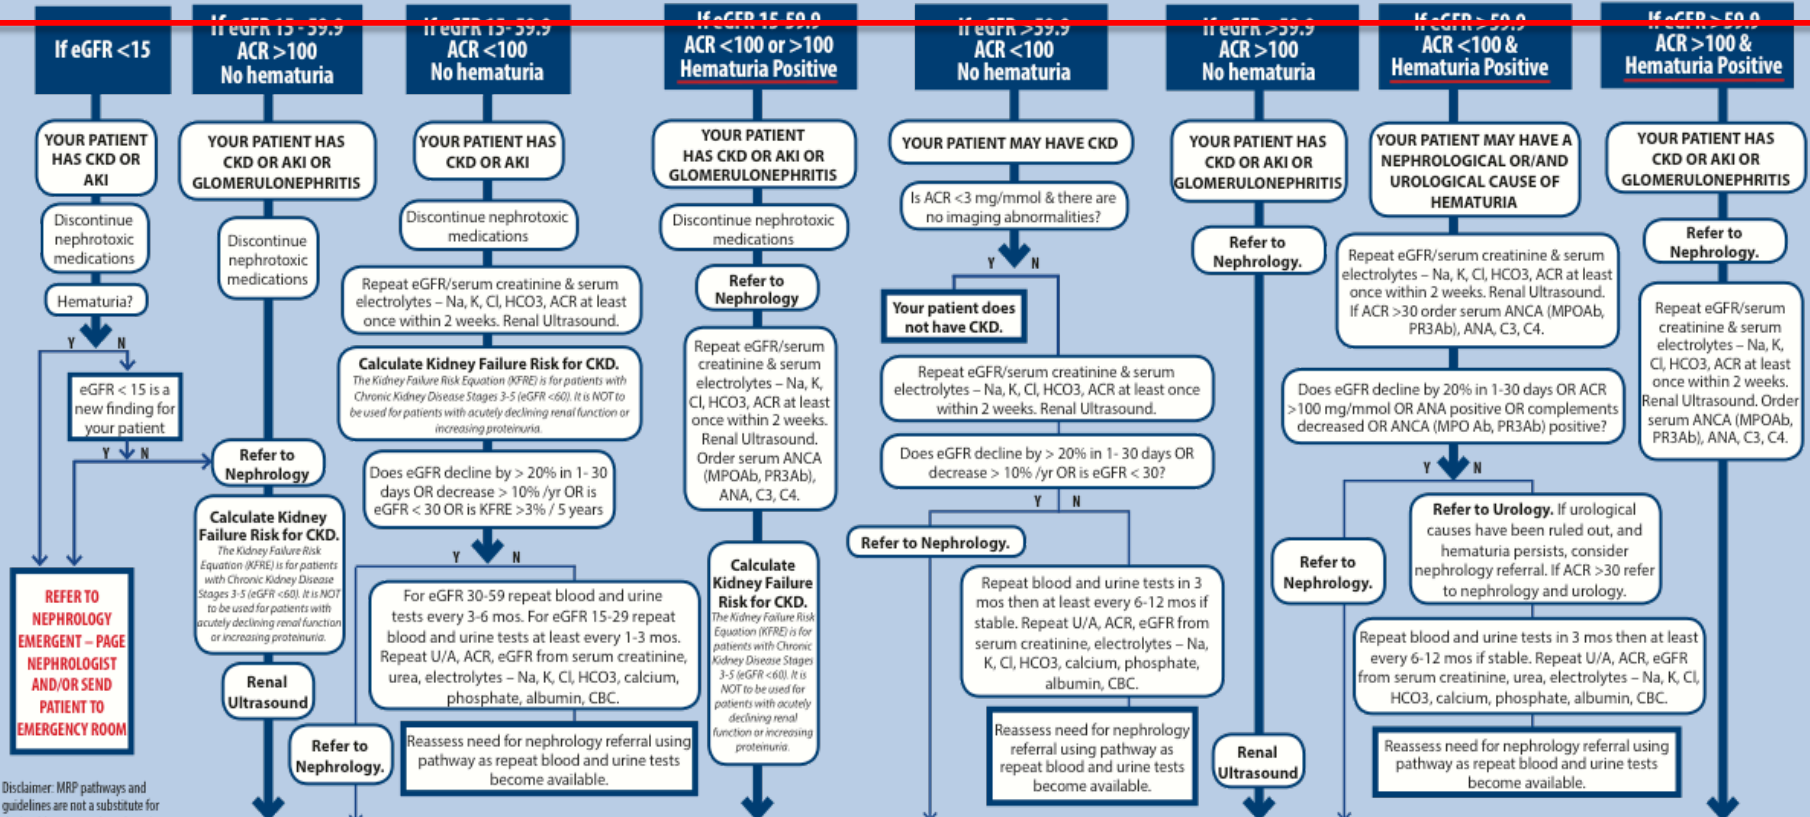 If eGFR <15
YOUR PATIENT
HAS CKD OR
AKI
Discontinue
nephrotoxic
medications
Hematuria?
Y N
eGFR < 15 is a
new finding for
your patient
Y N
REFER TO
NEPHROLOGY
EMERGENT – PAGE
NEPHROLOGIST
AND/OR SEND
PATIENT TO
EMERGENCY ROOM
Disclaimer: MRP pathways and
guidelines are not a substitute for
If eGFR 15 - 59.9
ACR >100
No hematuria
YOUR PATIENT HAS
CKD OR AKI OR
GLOMERULONEPHRITIS
Discontinue
nephrotoxic
medications
Refer to
Nephrology
Calculate Kidney
Failure Risk for CKD.
The Kidney Failure Risk
Equation (KFRE) is for patients
with Chronic Kidney Disease
Stages 3-5 (eGFR <60). It is NOT
to be used for patients with
acutely declining renal function
or increasing proteinuria.
Renal
Ultrasound
If eGFR 15- 59.9
ACR <100
No hematuria
YOUR PATIENT HAS
CKD OR AKI
Discontinue nephrotoxic
medications
Repeat eGFR/serum creatinine & serum
electrolytes – Na, K, Cl, HCO3, ACR at least
once within 2 weeks. Renal Ultrasound.
Calculate Kidney Failure Risk for CKD.
The Kidney Failure Risk Equation (KFRE) is for patients with
Chronic Kidney Disease Stages 3-5 (eGFR <60). It is NOT to
be used for patients with acutely declining renal function or
increasing proteinuria.
Does eGFR decline by > 20% in 1- 30
days OR decrease > 10% /yr OR is
eGFR < 30 OR is KFRE >3% / 5 years
Y N
For eGFR 30-59 repeat blood and urine
tests every 3-6 mos. For eGFR 15-29 repeat
blood and urine tests at least every 1-3 mos.
Repeat U/A, ACR, eGFR from serum creatinine,
urea, electrolytes – Na, K, Cl, HCO3, calcium,
phosphate, albumin, CBC.
Refer to
Nephrology.
Reassess need for nephrology referral using
pathway as repeat blood and urine tests
become available.
If eGFR 15-59.9
ACR <100 or >100
Hematuria Positive
YOUR PATIENT
HAS CKD OR AKI OR
GLOMERULONEPHRITIS
Discontinue nephrotoxic
medications
Refer to
Nephrology
Repeat eGFR/serum
creatinine & serum
electrolytes – Na, K,
Cl, HCO3, ACR at least
once within 2 weeks.
Renal Ultrasound.
Order serum ANCA
(MPOAb, PR3Ab),
ANA, C3, C4.
Calculate
Kidney Failure
Risk for CKD.
The Kidney Failure Risk
Equation (KFRE) is for
patients with Chronic
Kidney Disease Stages
3-5 (eGFR <60). It is
NOT to be used for
patients with acutely
declining renal
function or increasing
proteinuria.
If eGFR >59.9
ACR <100
No hematuria
YOUR PATIENT MAY HAVE CKD
Is ACR <3 mg/mmol & there are
no imaging abnormalities?
Y N
Your patient does
not have CKD.
Repeat eGFR/serum creatinine & serum
electrolytes – Na, K, Cl, HCO3, ACR at least once
within 2 weeks. Renal Ultrasound.
Does eGFR decline by > 20% in 1- 30 days OR
decrease > 10% /yr OR is eGFR < 30?
Y N
Refer to Nephrology.
Repeat blood and urine tests in 3
mos then at least every 6-12 mos if
stable. Repeat U/A, ACR, eGFR from
serum creatinine, electrolytes – Na,
K, Cl, HCO3, calcium, phosphate,
albumin, CBC.
Reassess need for nephrology
referral using pathway as
repeat blood and urine tests
become available.
If eGFR >59.9
ACR >100
No hematuria
YOUR PATIENT HAS
CKD OR AKI OR
GLOMERULONEPHRITIS
Refer to
Nephrology.
Renal
Ultrasound
If eGFR >59.9
ACR <100 &
Hematuria Positive
YOUR PATIENT MAY HAVE A
NEPHROLOGICAL OR/AND
UROLOGICAL CAUSE OF
HEMATURIA
Repeat eGFR/serum creatinine & serum
electrolytes – Na, K, Cl, HCO3, ACR at least
once within 2 weeks. Renal Ultrasound.
If ACR >30 order serum ANCA (MPOAb,
PR3Ab), ANA, C3, C4.
Does eGFR decline by 20% in 1-30 days OR ACR
>100 mg/mmol OR ANA positive OR complements
decreased OR ANCA (MPO Ab, PR3Ab) positive?
Y N
Refer to
Nephrology.
Refer to Urology. If urological
causes have been ruled out, and
hematuria persists, consider
nephrology referral. If ACR >30 refer
to nephrology and urology.
Repeat blood and urine tests in 3 mos then at least
every 6-12 mos if stable. Repeat U/A, ACR, eGFR
from serum creatinine, urea, electrolytes – Na, K, Cl,
HCO3, calcium, phosphate, albumin, CBC.
Reassess need for nephrology referral using
pathway as repeat blood and urine tests
become available.
If eGFR >59.9
ACR >100 &
Hematuria Positive
YOUR PATIENT HAS
CKD OR AKI OR
GLOMERULONEPHRITIS
Refer to
Nephrology.
Repeat eGFR/serum
creatinine & serum
electrolytes – Na, K,
Cl, HCO3, ACR at least
once within 2 weeks.
Renal Ultrasound. Order
serum ANCA (MPOAb,
PR3Ab), ANA, C3, C4.